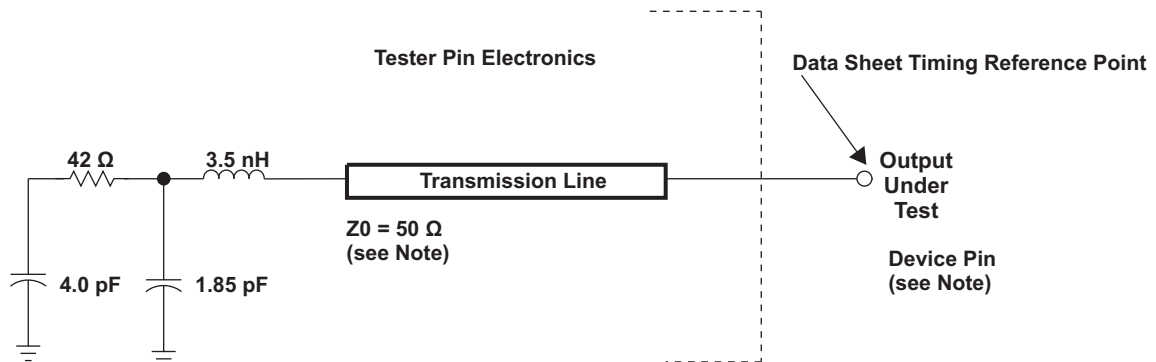 Tester Pin Electronics
Data Sheet Timing Reference Point
42 Ω
3.5 nH
Transmission Line
Output
Under
Test
Z0 = 50 Ω
(see Note)
Device Pin
(see Note)
4.0 pF
1.85 pF